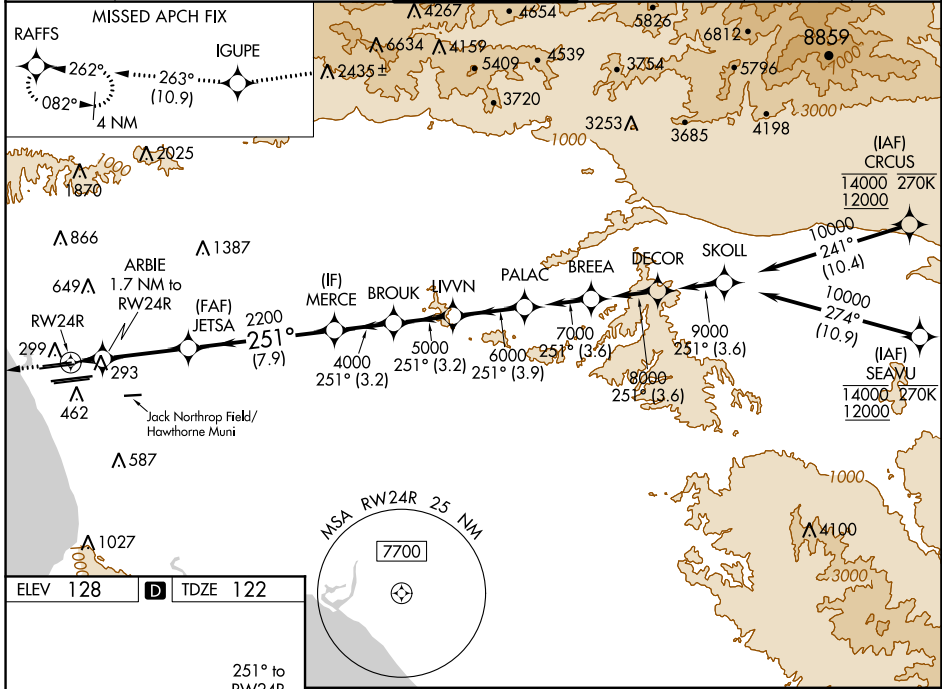 MISSED APCH FIX
RAFFS
IGUPE
262°
263°
(10.9)
082°
4 NM
4267
4654
5826
6634
4159
4539
6812
8859
2435±
5409
3754
5796
1000
3720
3000
3253
3685
4198
1000
2025
1000
1870
(IAF)
CRCUS
14000 270K
12000
866
1387
10000
241°
(10.4)
ARBIE
1.7 NM to
RW24R
649
(FAF)
JETSA
(IF)
MERCE
BROUK
LIVVN
PALAC
BREEA
DECOR
SKOLL
10000
274°
(10.9)
RW24R
299
293
2200
251°
(7.9)
4000
251° (3.2)
5000
251° (3.2)
6000
251° (3.9)
7000
251° (3.6)
8000
251° (3.6)
9000
251° (3.6)
(IAF)
SEAVU
14000 270K
12000
462
Jack Northrop Field/
Hawthorne Muni
587
1000
MSA RW24R 25 NM
7700
4100
3000
1027
1000
ELEV 128 D TDZE 122
251° to
RW24R